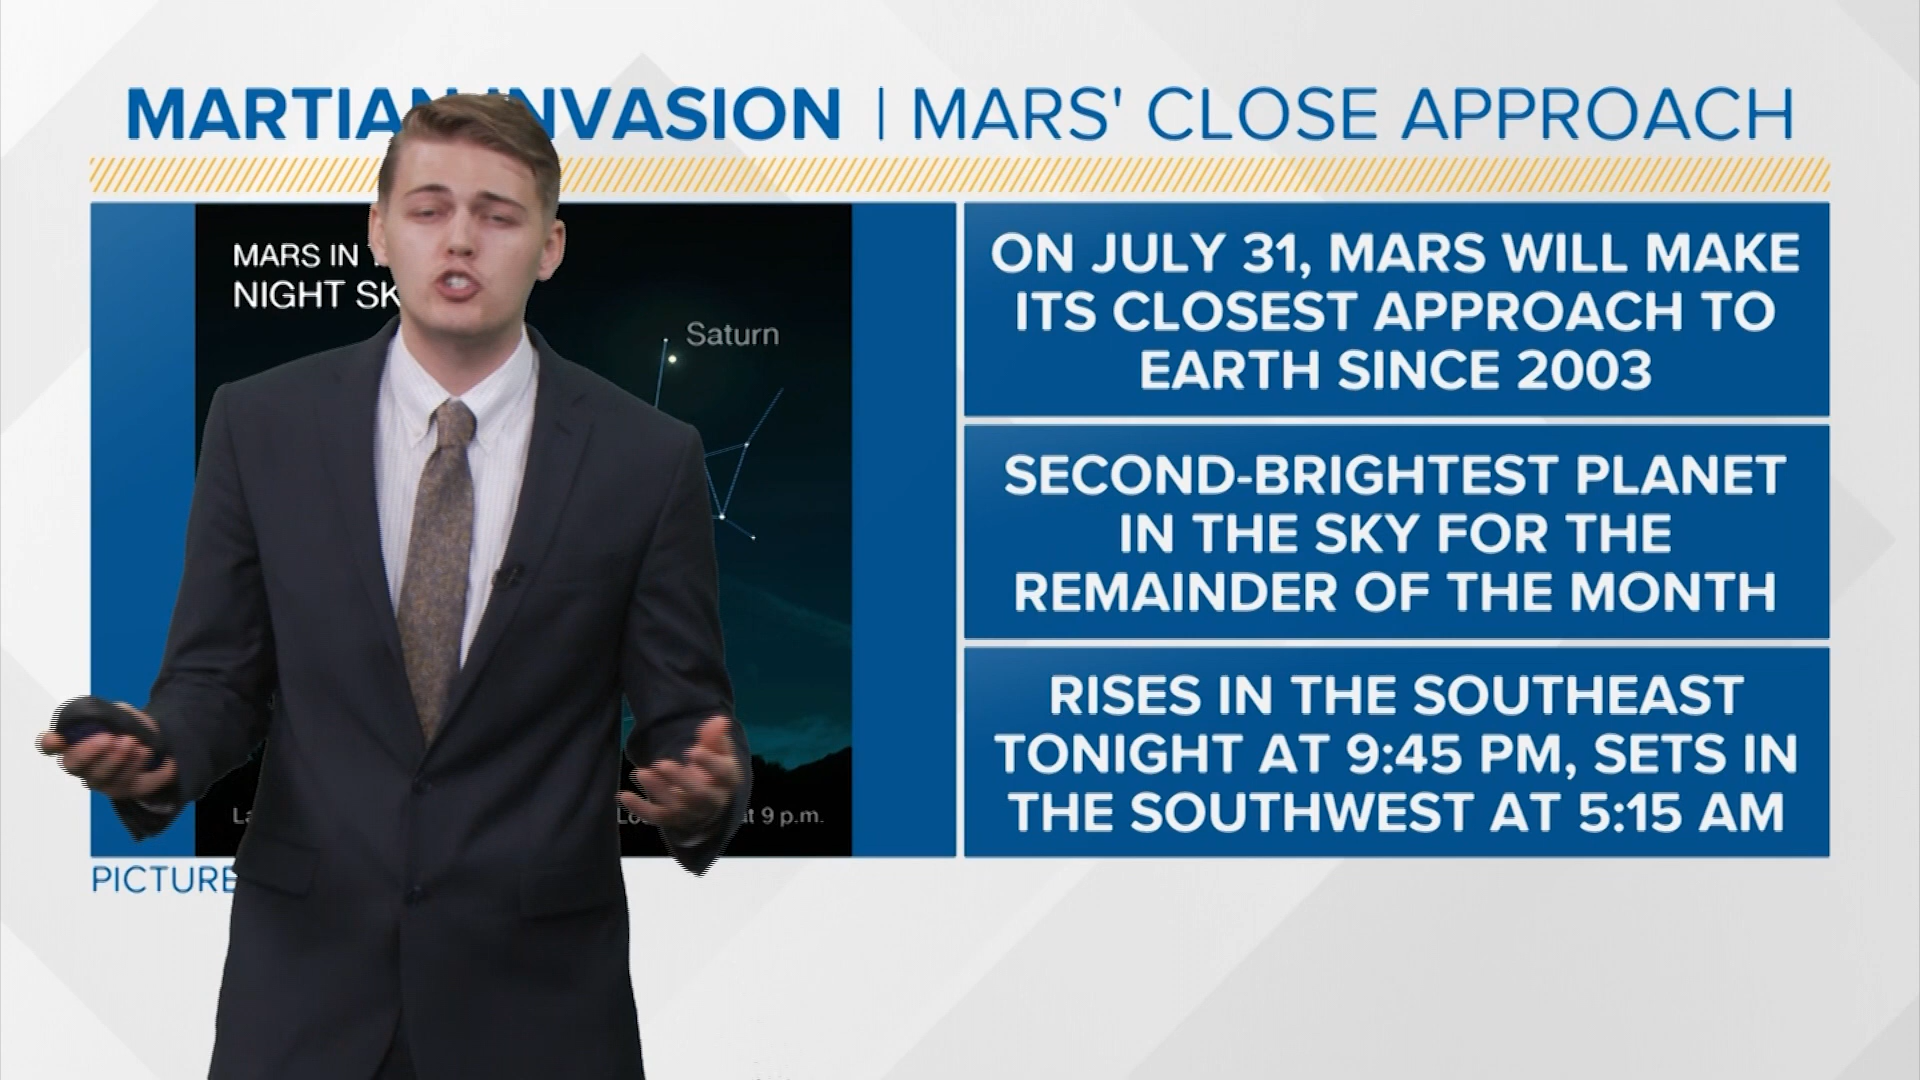 MARTIAN INVASION | MARS' CLOSE APPROACH
MARS IN
NIGHT SK
Saturn
at 9 p.m.
PICTURE
ON JULY 31, MARS WILL MAKE
ITS CLOSEST APPROACH TO
EARTH SINCE 2003
SECOND-BRIGHTEST PLANET
IN THE SKY FOR THE
REMAINDER OF THE MONTH
RISES IN THE SOUTHEAST
TONIGHT AT 9:45 PM, SETS IN
THE SOUTHWEST AT 5:15 AM